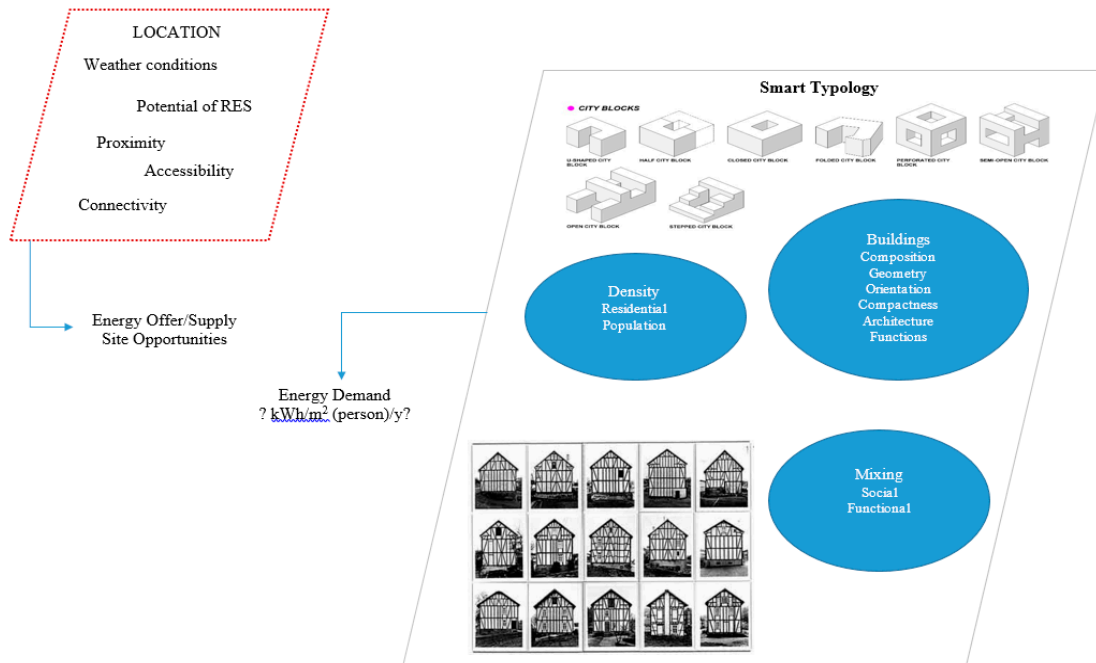 LOCATION
Weather conditions
Potential of RES
Proximity
Accessibility
Connectivity
Energy Offer/Supply
Site Opportunities
Energy Demand
? kWh/m² (person)/y?
Smart Typology
CITY BLOCKS
U-SHAPED CITY
BLOCK
HALF CITY BLOCK
CLOSED CITY BLOCK
FOLDED CITY BLOCK
PERFORATED CITY
BLOCK
SEMI-OPEN CITY BLOCK
OPEN CITY BLOCK
STEPPED CITY BLOCK
Density
Residential
Population
Buildings
Composition
Geometry
Orientation
Compactness
Architecture
Functions
Mixing
Social
Functional